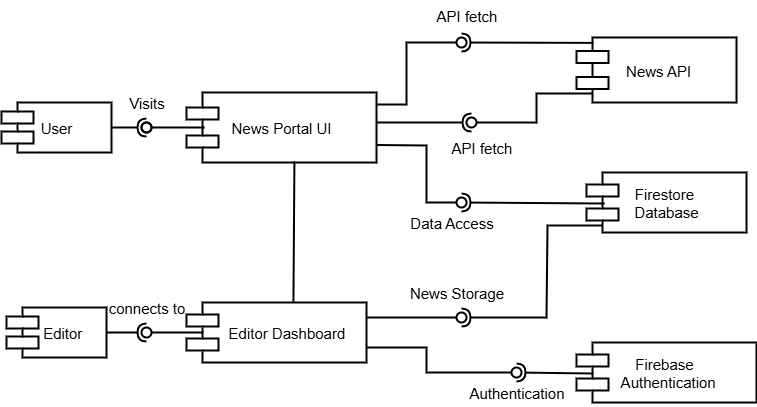 API fetch
News API
Visits
User
News Portal UI
API fetch
Firestore
Database
Data Access
News Storage
connects to
Editor
Editor Dashboard
Firebase
Authentication
Authentication